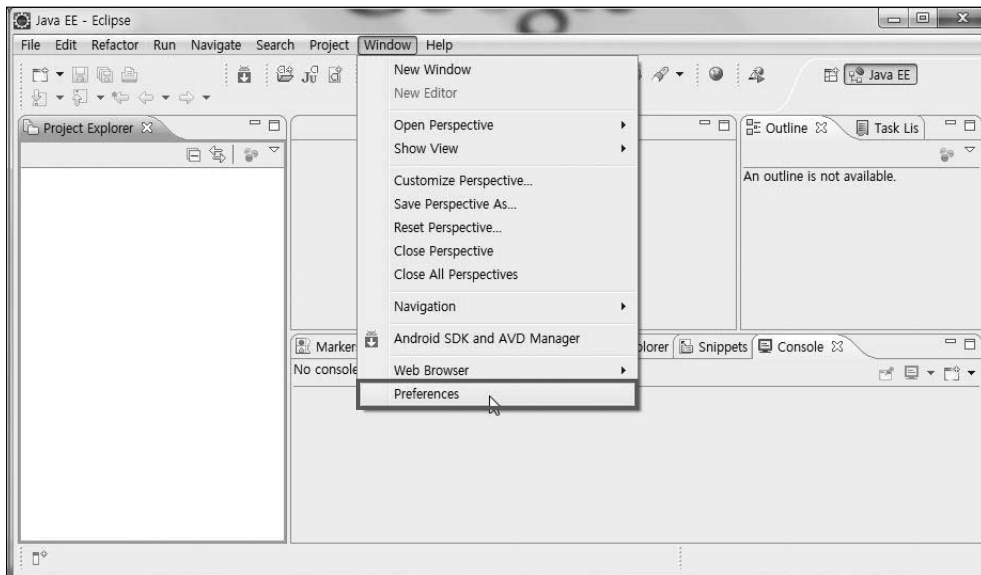 Java EE - Eclipse
File Edit Refactor Run Navigate Search Project Window Help
New Window
New Editor
Open Perspective
Show View
Customize Perspective...
Save Perspective As...
Reset Perspective...
Close Perspective
Close All Perspectives
Navigation
Android SDK and AVD Manager
Web Browser
Preferences
Java EE
Project Explorer
Outline Task Lis
An outline is not available.
Marker plorer Snippets Console
No console